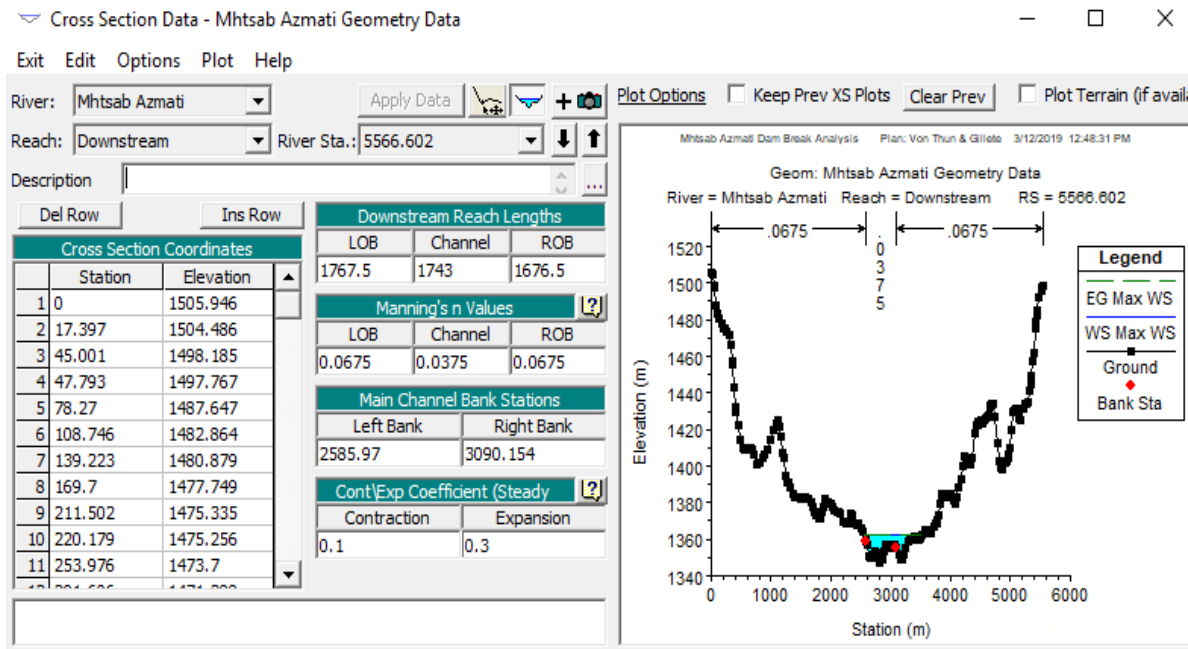 Cross Section Data - Mhtsab Azmati Geometry Data
Exit Edit Options Plot Help
River: Mhtsab Azmati Apply Data + Plot Options Keep Prev XS Plots Clear Prev Plot Terrain (if availa
Reach: Downstream River Sta.: 5566.602
Description ...
Del Row Ins Row
Cross Section Coordinates
Station Elevation
1 0 1505.946
2 17.397 1504.486
3 45.001 1498.185
4 47.793 1497.767
5 78.27 1487.647
6 108.746 1482.864
7 139.223 1480.879
8 169.7 1477.749
9 211.502 1475.335
10 220.179 1475.256
11 253.976 1473.7
Downstream Reach Lengths
LOB Channel ROB
1767.5 1743 1676.5
Manning's n Values
LOB Channel ROB
0.0675 0.0375 0.0675
Main Channel Bank Stations
Left Bank Right Bank
2585.97 3090.154
Cont\Exp Coefficient (Steady
Contraction Expansion
0.1 0.3
Mhtsab Azmati Dam Break Analysis Plan: Von Thun & Gillete 3/12/2019 12:48:31 PM
Geom: Mhtsab Azmati Geometry Data
River = Mhtsab Azmati Reach = Downstream RS = 5566.602
.0675 .0375 .0675
Elevation (m)
1520
1500
1480
1460
1440
1420
1400
1380
1360
1340
0 1000 2000 3000 4000 5000 6000
Station (m)
Legend
EG Max WS
WS Max WS
Ground
Bank Sta